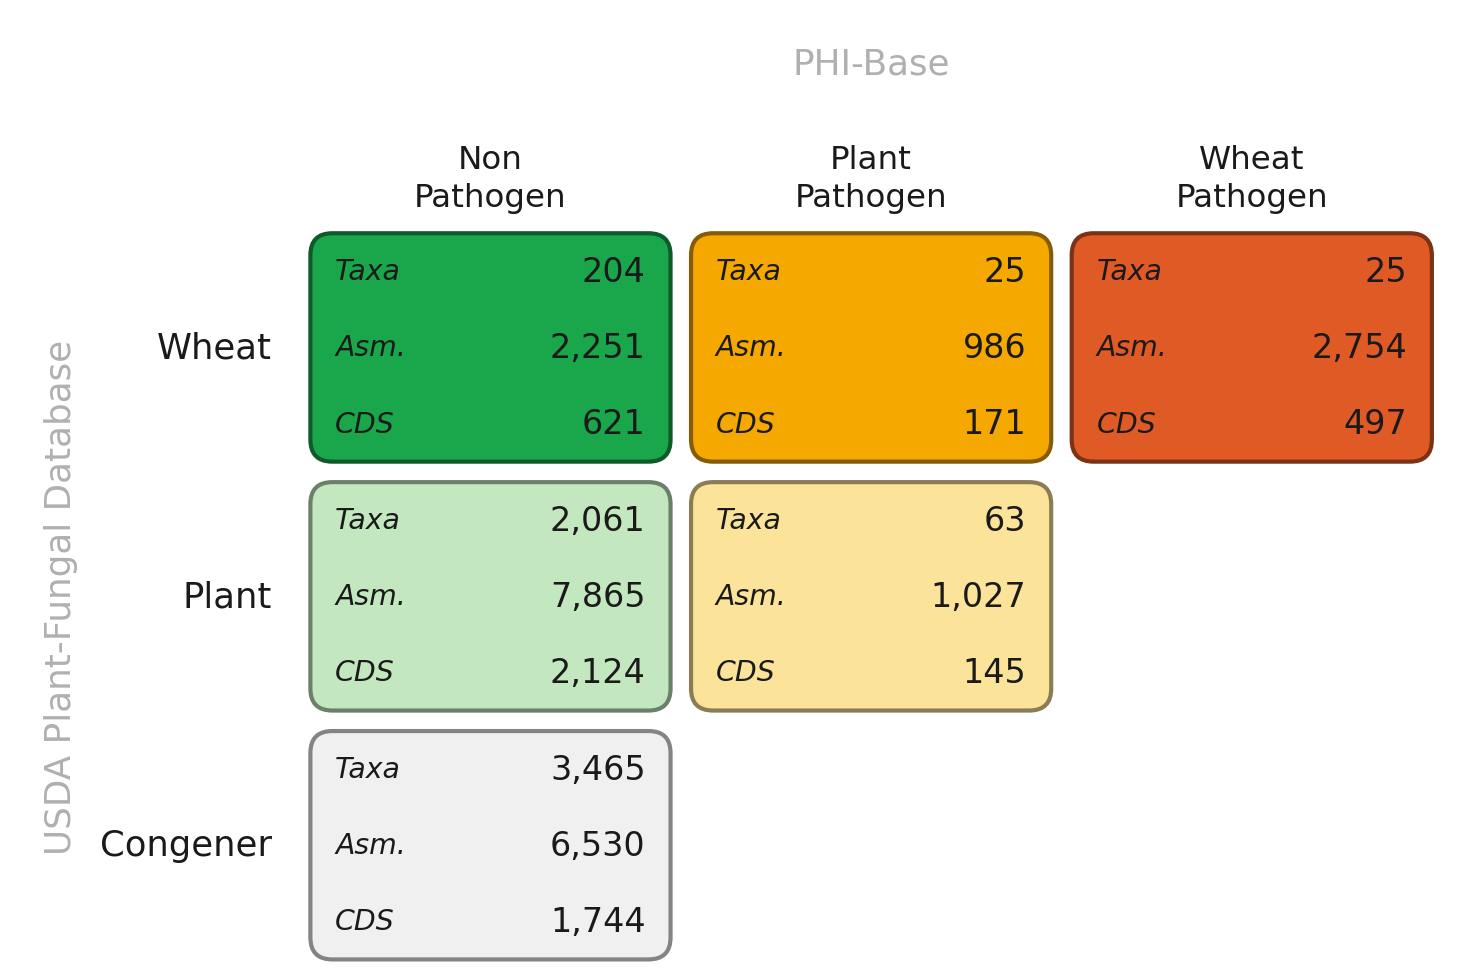 PHI-Base
Non
Pathogen
Plant
Pathogen
Wheat
Pathogen
USDA Plant-Fungal Database
Wheat
Taxa 204
Asm. 2,251
CDS 621
Taxa 25
Asm. 986
CDS 171
Taxa 25
Asm. 2,754
CDS 497
Plant
Taxa 2,061
Asm. 7,865
CDS 2,124
Taxa 63
Asm. 1,027
CDS 145
Congener
Taxa 3,465
Asm. 6,530
CDS 1,744